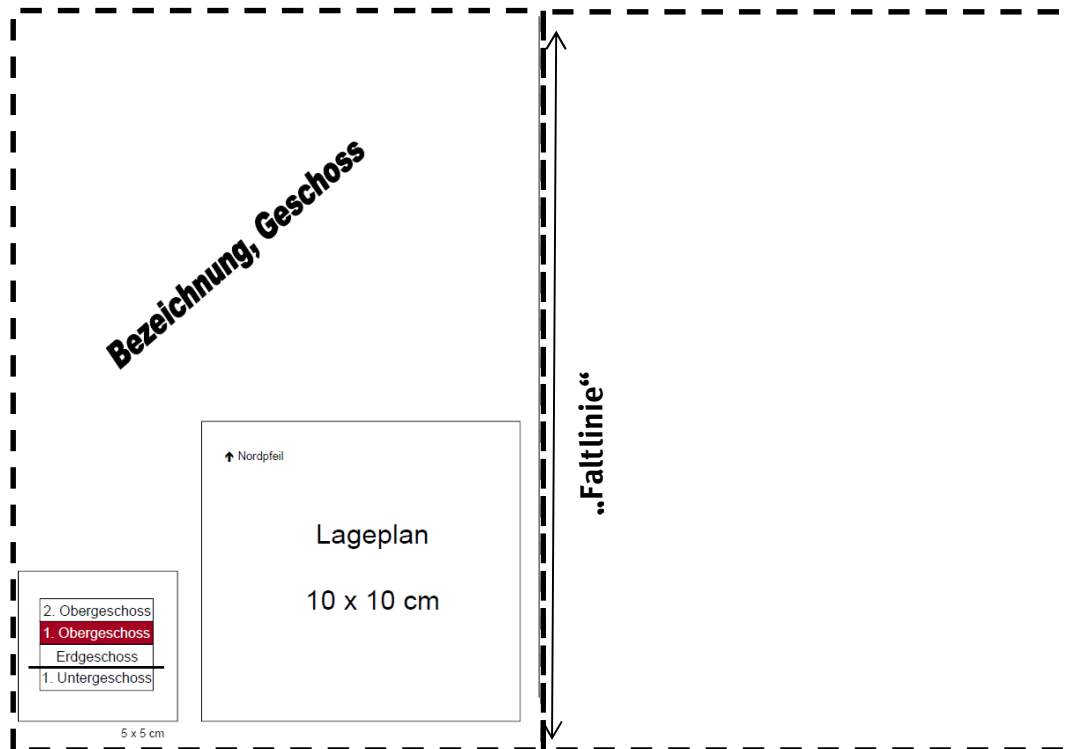 Bezeichnung, Geschoss
„Faltlinie“
Nordpfeil
Lageplan
10 x 10 cm
2. Obergeschoss
1. Obergeschoss
Erdgeschoss
1. Untergeschoss
5 x 5 cm